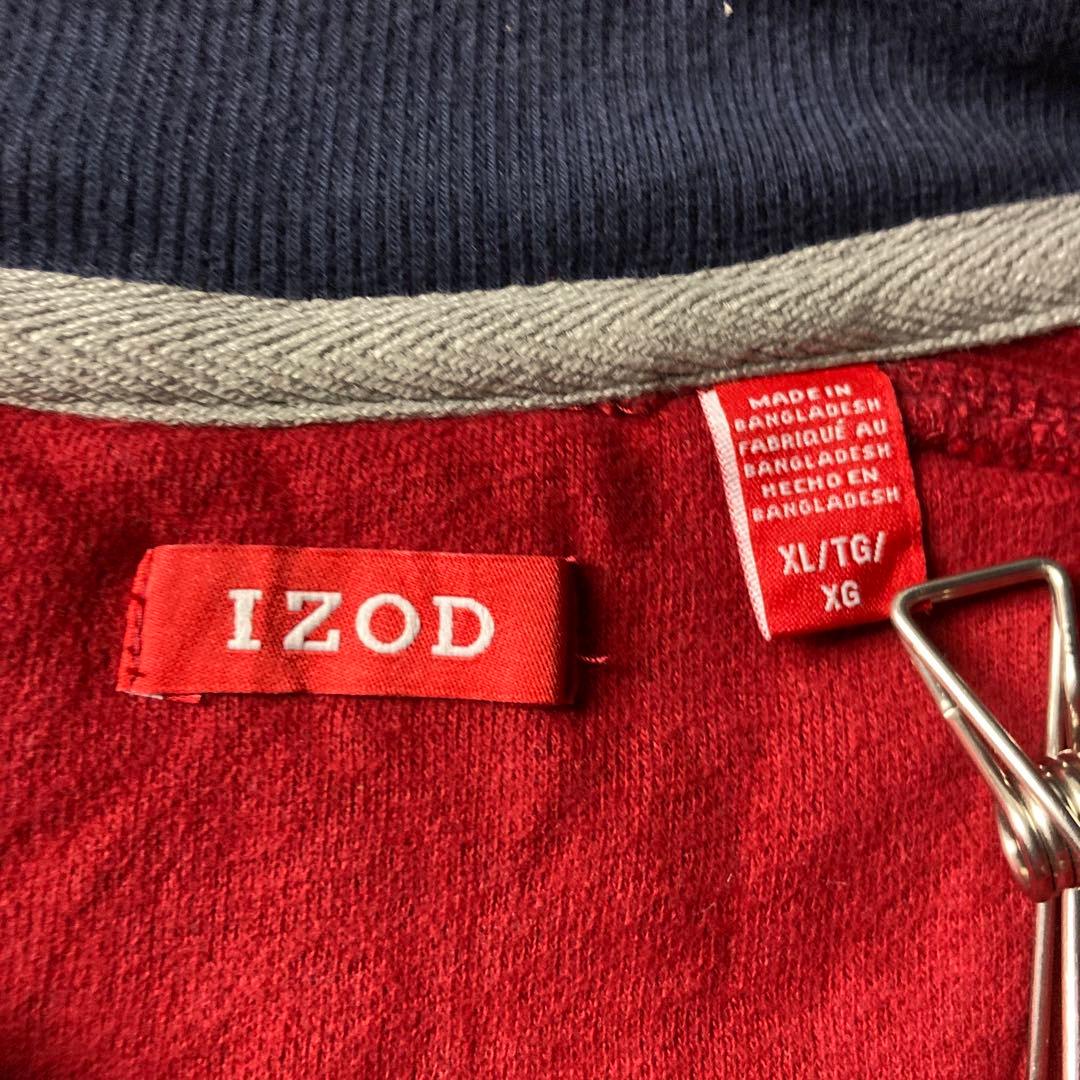 IZOD
MADE IN
BANGLADESH
FABRIQUÉ AU
BANGLADESH
HECHO EN
BANGLADESH
XL/TG/
XG